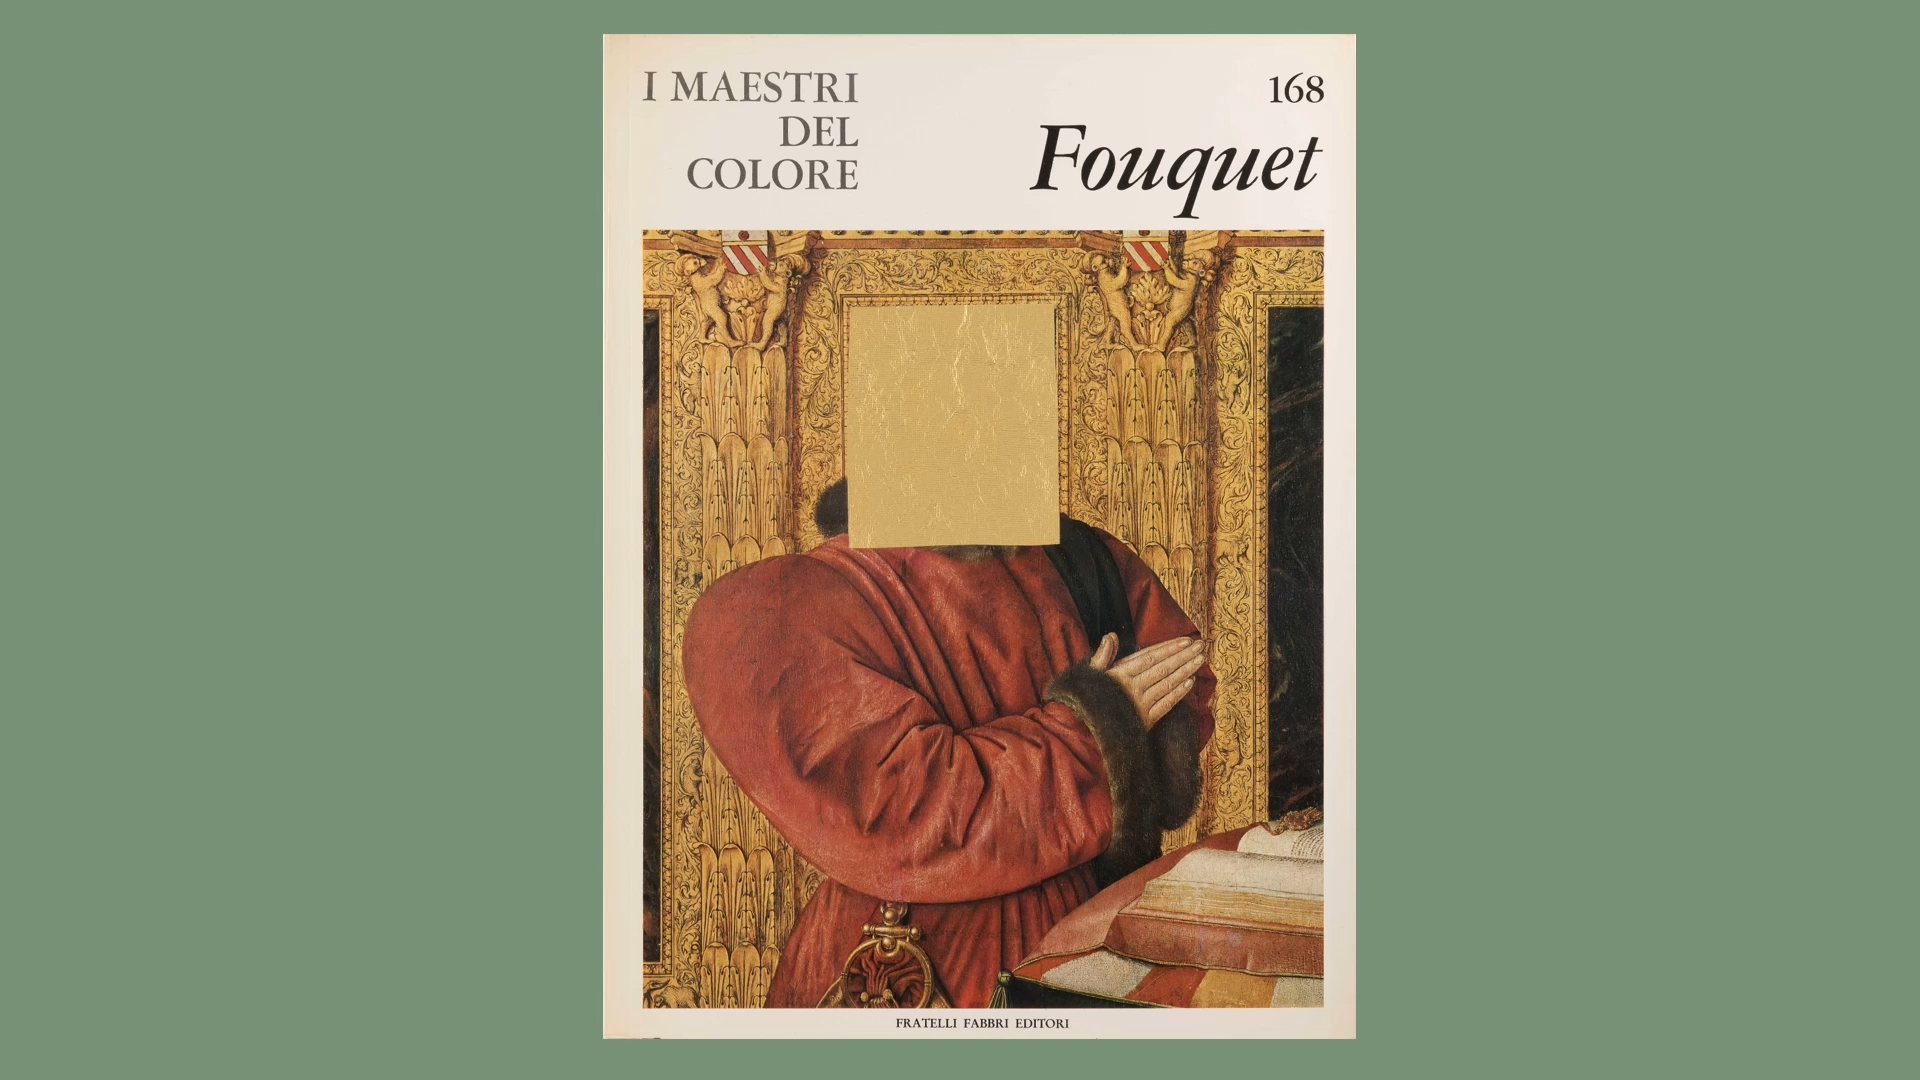 I MAESTRI
DEL
COLORE
168
Fouquet
FRATELLI FABBRI EDITORI